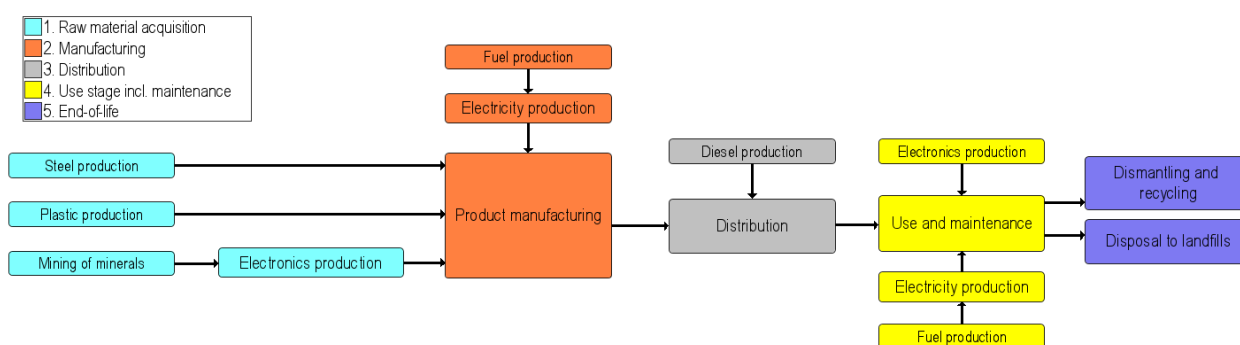 1. Raw material acquisition
2. Manufacturing
3. Distribution
4. Use stage incl. maintenance
5. End-of-life
Fuel production
Electricity production
Steel production
Plastic production
Mining of minerals
Electronics production
Product manufacturing
Diesel production
Distribution
Electronics production
Use and maintenance
Electricity production
Fuel production
Dismantling and
recycling
Disposal to landfills